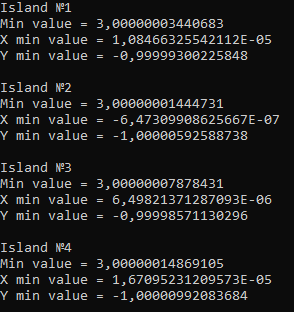 Island №1
Min value = 3,00000003440683
X min value = 1,08466325542112E-05
Y min value = -0,99999300225848
Island №2
Min value = 3,00000001444731
X min value = -6,47309908625667E-07
Y min value = -1,00000592588738
Island №3
Min value = 3,00000007878431
X min value = 6,49821371287093E-06
Y min value = -0,99998571130296
Island №4
Min value = 3,00000014869105
X min value = 1,67095231209573E-05
Y min value = -1,00000992083684